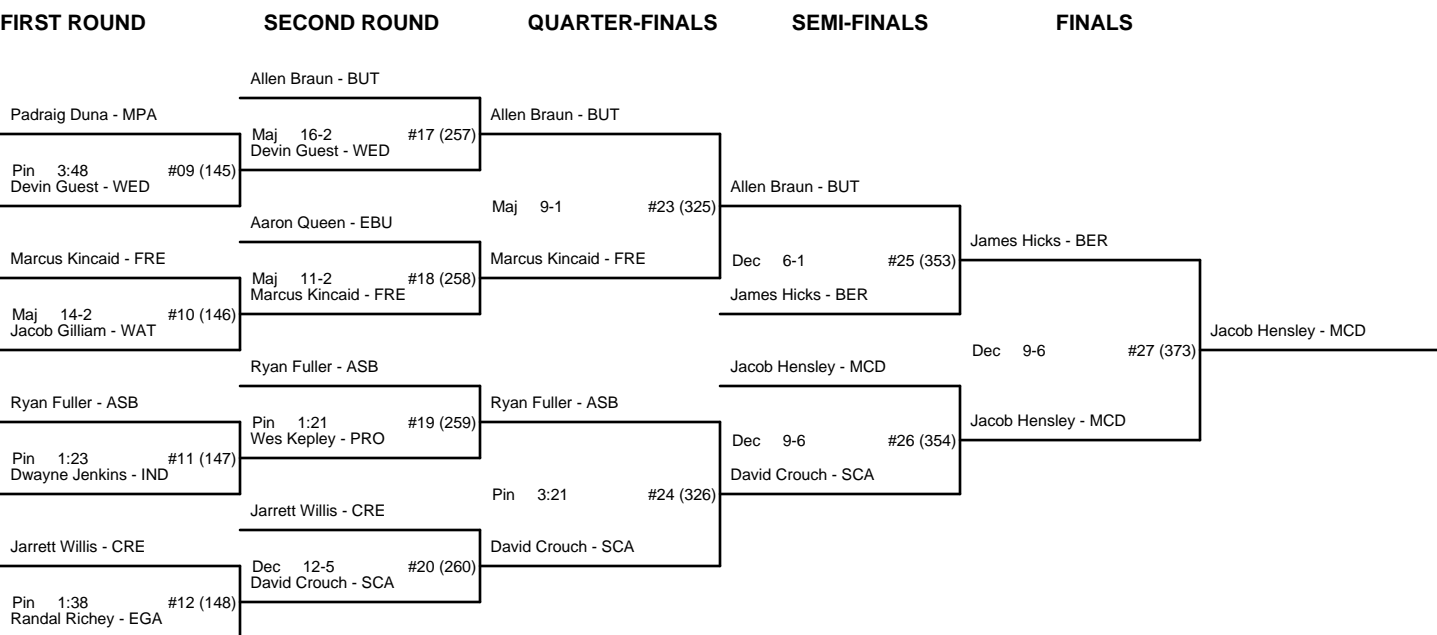 FIRST ROUND SECOND ROUND QUARTER-FINALS SEMI-FINALS FINALS
Allen Braun - BUT
Padraig Duna - MPA Allen Braun - BUT
Maj 16-2 #17 (257)
Devin Guest - WED
Pin 3:48 #09 (145)
Devin Guest - WED Allen Braun - BUT
Maj 9-1 #23 (325)
Aaron Queen - EBU
James Hicks - BER
Marcus Kincaid - FRE Marcus Kincaid - FRE
Dec 6-1 #25 (353)
Maj 11-2 #18 (258)
Marcus Kincaid - FRE James Hicks - BER
Maj 14-2 #10 (146)
Jacob Gilliam - WAT Jacob Hensley - MCD
Dec 9-6 #27 (373)
Ryan Fuller - ASB Jacob Hensley - MCD
Ryan Fuller - ASB Ryan Fuller - ASB
Jacob Hensley - MCD
Pin 1:21 #19 (259)
Wes Kepley - PRO Dec 9-6 #26 (354)
Pin 1:23 #11 (147)
Dwayne Jenkins - IND David Crouch - SCA
Pin 3:21 #24 (326)
Jarrett Willis - CRE
Jarrett Willis - CRE David Crouch - SCA
Dec 12-5 #20 (260)
David Crouch - SCA
Pin 1:38 #12 (148)
Randal Richey - EGA